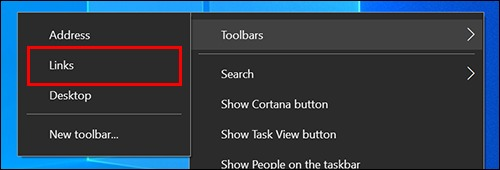 Address
Links
Desktop
New toolbar...
Toolbars
Search
Show Cortana button
Show Task View button
Show People on the taskbar